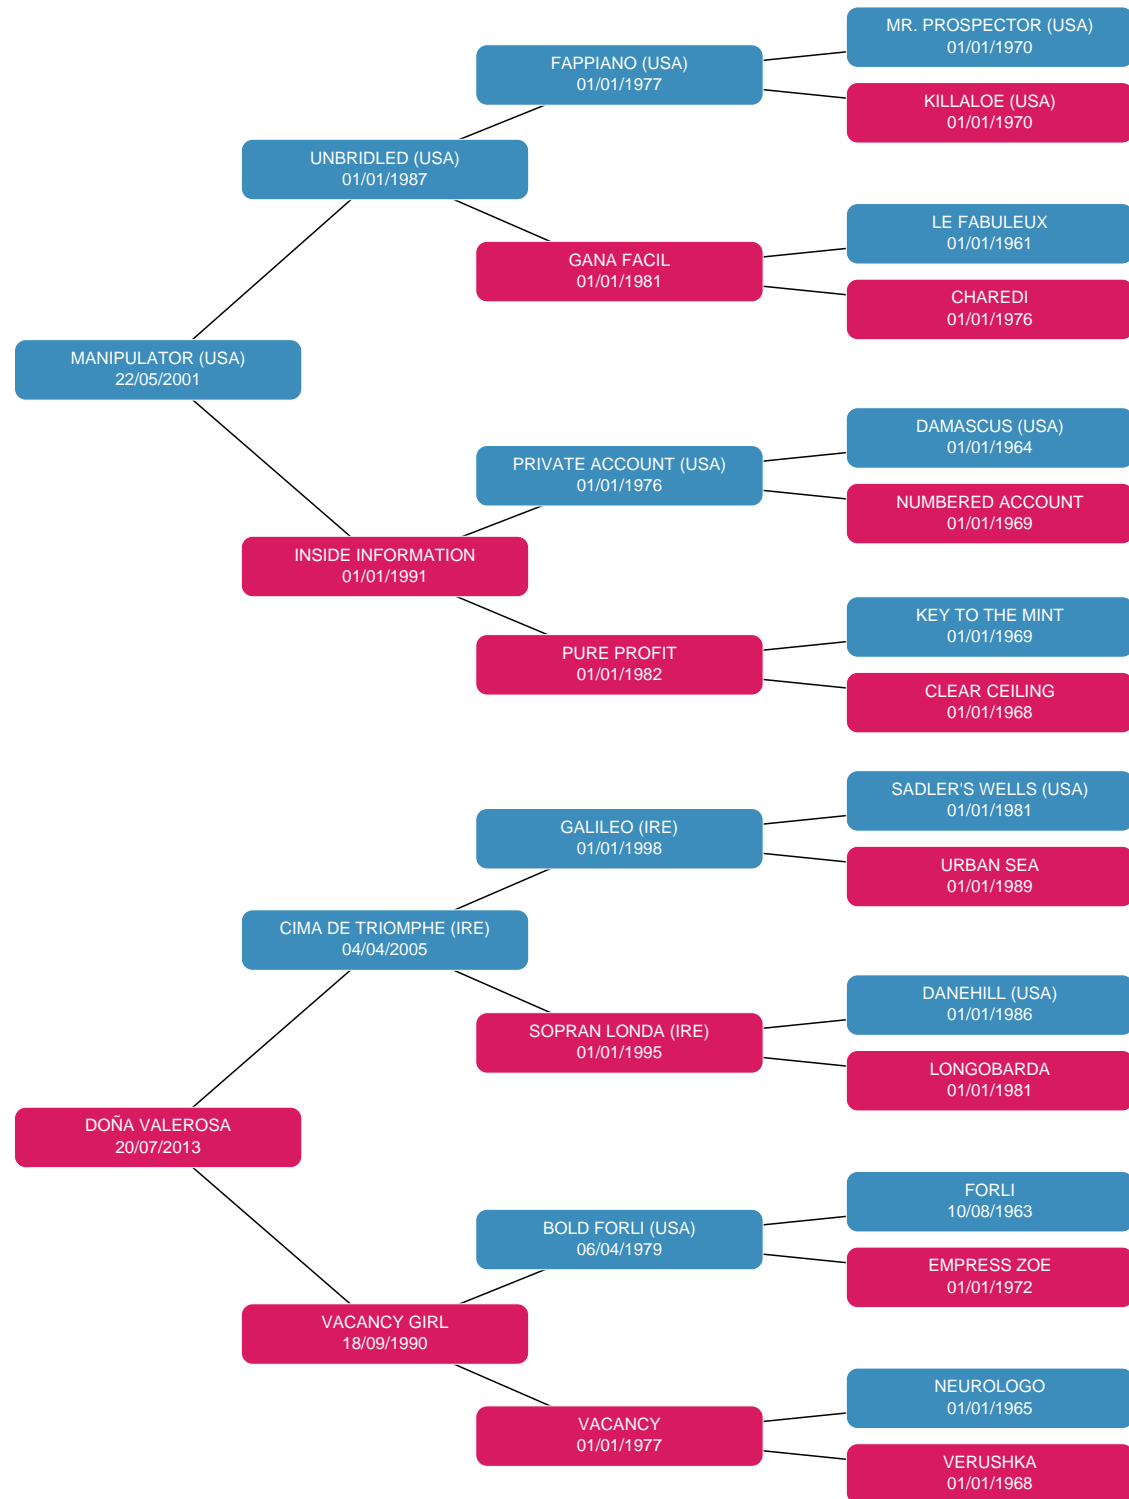 MR. PROSPECTOR (USA)
01/01/1970
FAPPIANO (USA)
01/01/1977
KILLALOE (USA)
01/01/1970
UNBRIDLED (USA)
01/01/1987
LE FABULEUX
01/01/1961
GANA FACIL
01/01/1981
CHAREDI
01/01/1976
MANIPULATOR (USA)
22/05/2001
DAMASCUS (USA)
01/01/1964
PRIVATE ACCOUNT (USA)
01/01/1976
NUMBERED ACCOUNT
01/01/1969
INSIDE INFORMATION
01/01/1991
KEY TO THE MINT
01/01/1969
PURE PROFIT
01/01/1982
CLEAR CEILING
01/01/1968
SADLER'S WELLS (USA)
01/01/1981
GALILEO (IRE)
01/01/1998
URBAN SEA
01/01/1989
CIMA DE TRIOMPHE (IRE)
04/04/2005
DANEHILL (USA)
01/01/1986
SOPRAN LONDA (IRE)
01/01/1995
LONGOBARDA
01/01/1981
DOÑA VALEROSA
20/07/2013
FORLI
10/08/1963
BOLD FORLI (USA)
06/04/1979
EMPRESS ZOE
01/01/1972
VACANCY GIRL
18/09/1990
NEUROLOGO
01/01/1965
VACANCY
01/01/1977
VERUSHKA
01/01/1968